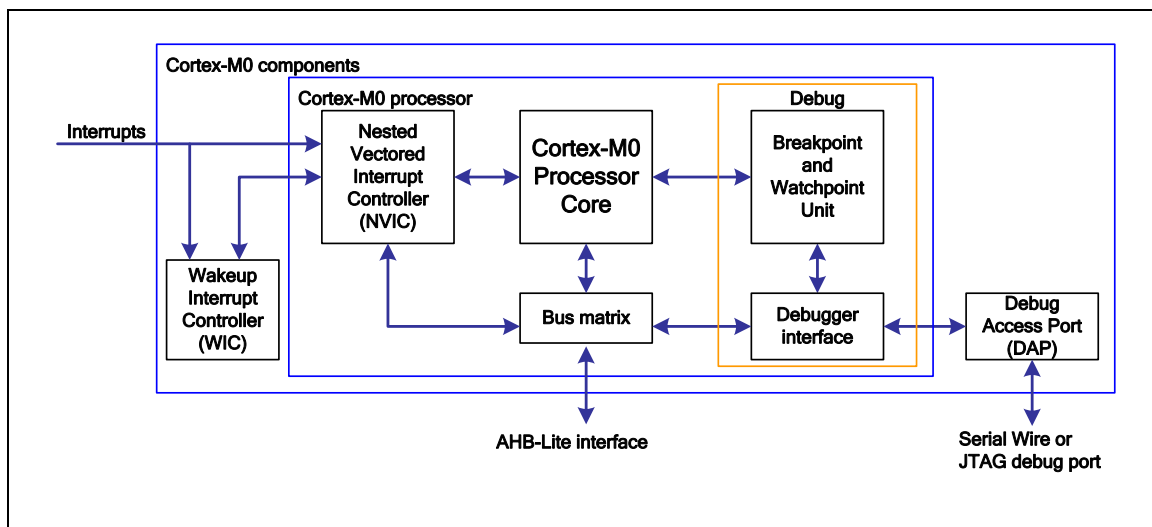 Cortex-M0 components
Cortex-M0 processor
Debug
Interrupts
Nested
Vectored
Interrupt
Controller
(NVIC)
Cortex-M0
Processor
Core
Breakpoint
and
Watchpoint
Unit
Wakeup
Interrupt
Controller
(WIC)
Bus matrix
Debugger
interface
Debug
Access Port
(DAP)
AHB-Lite interface
Serial Wire or
JTAG debug port